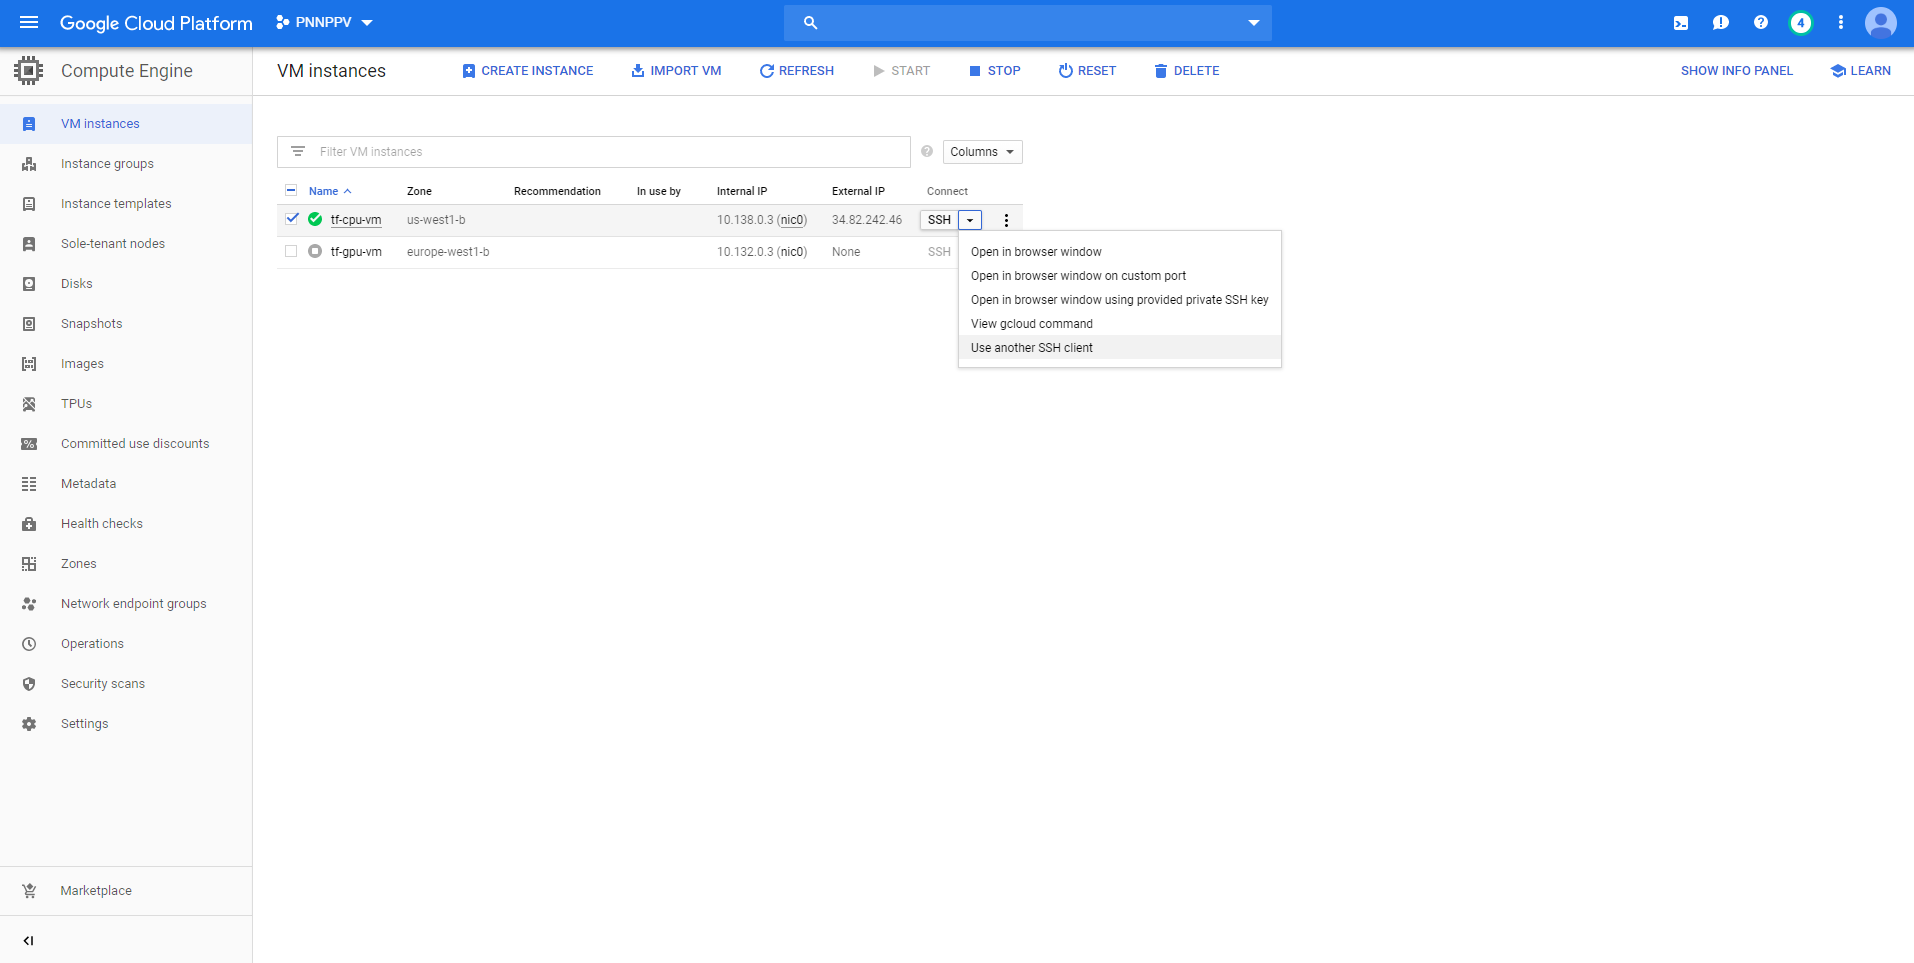 Google Cloud Platform PNNPPV 4
Compute Engine
VM instances CREATE INSTANCE IMPORT VM REFRESH START STOP RESET DELETE SHOW INFO PANEL LEARN
VM instances
Instance groups
Instance templates
Sole-tenant nodes
Disks
Snapshots
Images
TPUs
Committed use discounts
Metadata
Health checks
Zones
Network endpoint groups
Operations
Security scans
Settings
Marketplace
Filter VM instances Columns
Name Zone Recommendation In use by Internal IP External IP Connect
tf-cpu-vm us-west1-b 10.138.0.3 (nic0) 34.82.242.46 SSH
tf-gpu-vm europe-west1-b 10.132.0.3 (nic0) None SSH
Open in browser window
Open in browser window on custom port
Open in browser window using provided private SSH key
View gcloud command
Use another SSH client